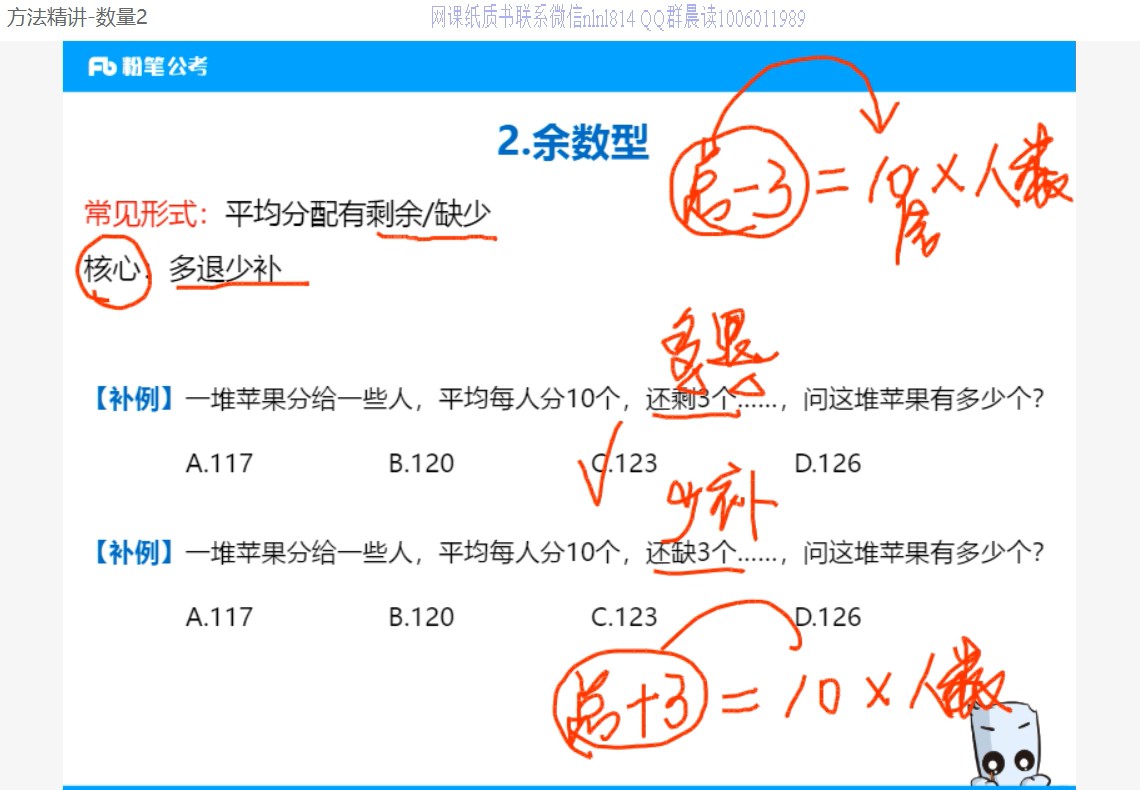 方法精讲-数量2
网课纸质书联系微信nlnl814 QQ群晨读1006011989
Fb 粉笔公考
2.余数型
总-3=10×人数
倍
常见形式：平均分配有剩余/缺少
核心：多退少补
多退
【补例】一堆苹果分给一些人，平均每人分10个，还剩3个……，问这堆苹果有多少个？
A.117 B.120 C.123 D.126
少补
【补例】一堆苹果分给一些人，平均每人分10个，还缺3个……，问这堆苹果有多少个？
A.117 B.120 C.123 D.126
总+3=10×人数